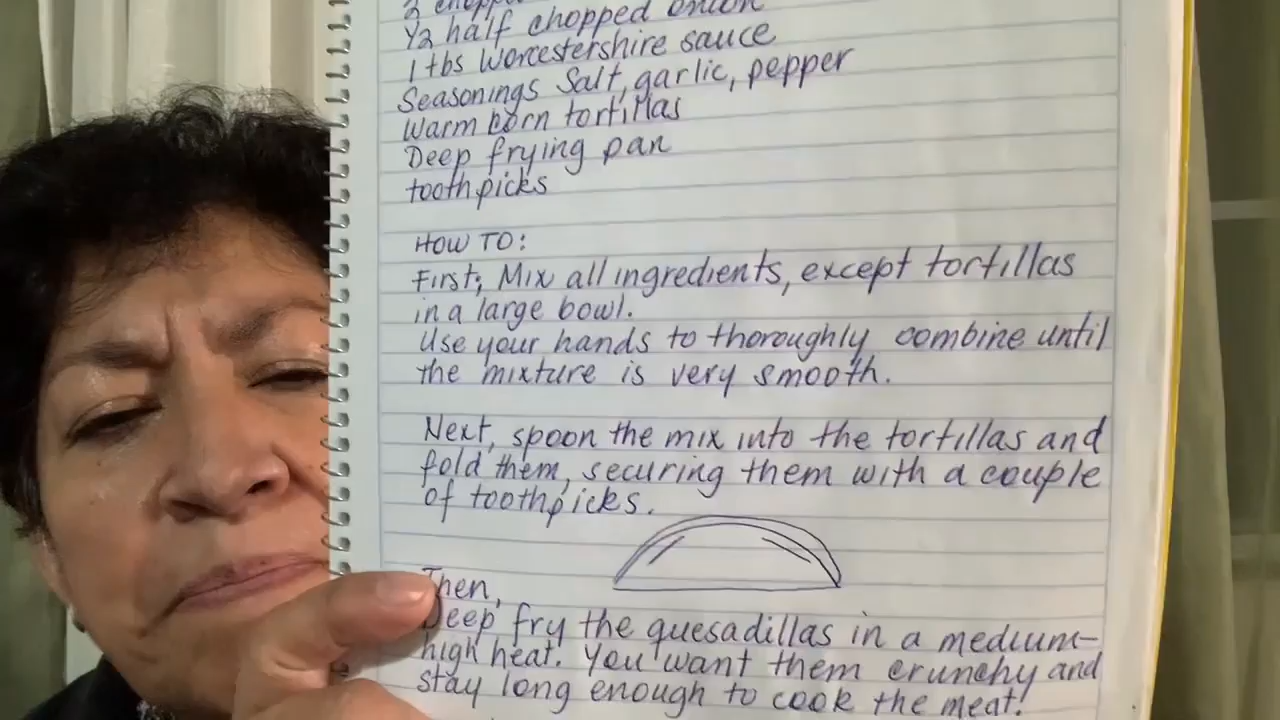 2 chopped
1/2 half chopped onion
1 tbs Worcestershire sauce
Seasonings Salt, garlic, pepper
Warm corn tortillas
Deep frying pan
toothpicks
HOW TO:
First; Mix all ingredients, except tortillas
in a large bowl.
Use your hands to thoroughly combine until
the mixture is very smooth.
Next, spoon the mix into the tortillas and
fold them, securing them with a couple
of toothpicks.
Then,
Deep fry the quesadillas in a medium-
high heat. You want them crunchy and
stay long enough to cook the meat!